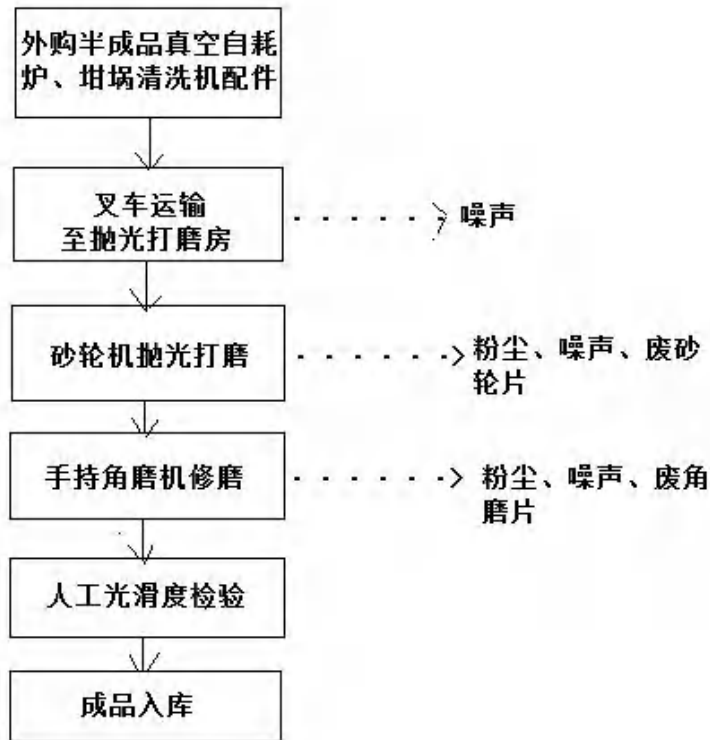 外购半成品真空自耗
炉、坩埚清洗机配件
叉车运输
至抛光打磨房
噪声
砂轮机抛光打磨
粉尘、噪声、废砂
轮片
手持角磨机修磨
粉尘、噪声、废角
磨片
人工光滑度检验
成品入库